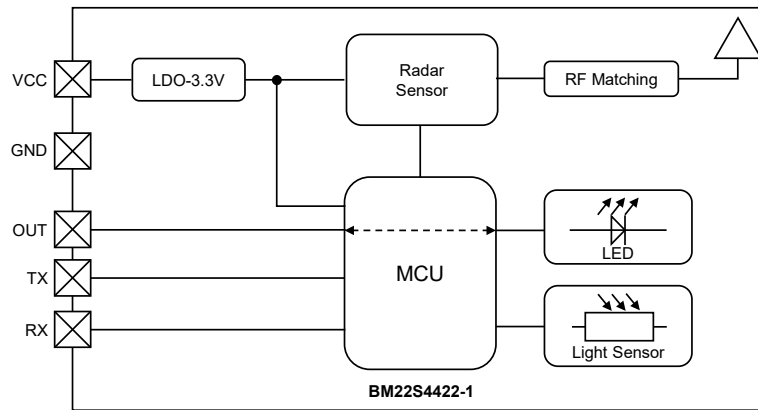 VCC
LDO-3.3V
Radar
Sensor
RF Matching
GND
OUT
TX
RX
MCU
LED
Light Sensor
BM22S4422-1